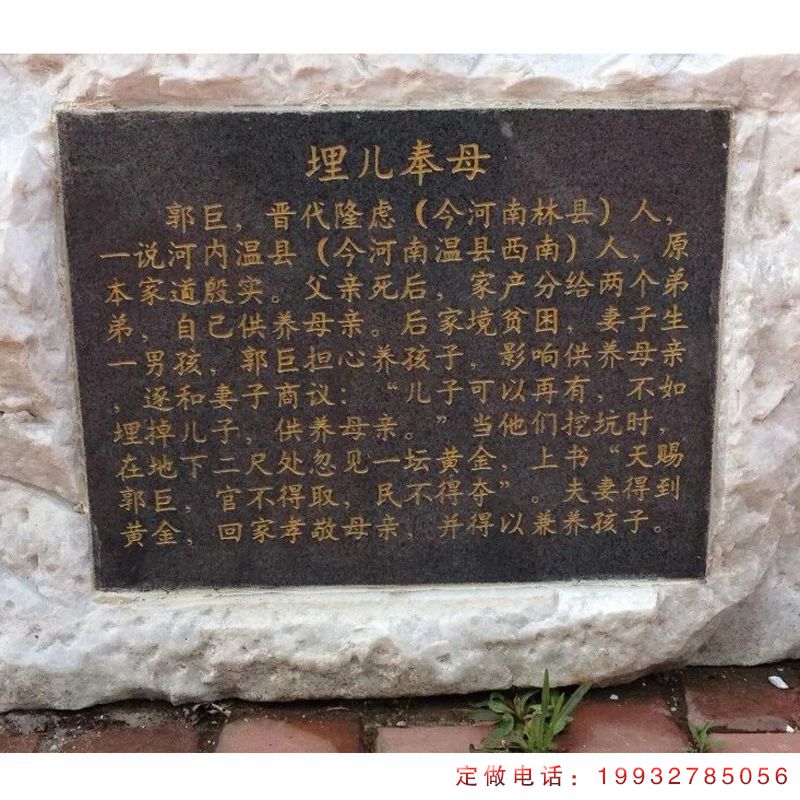 埋儿奉母
郭巨，晋代隆虑（今河南林县）人，
一说河内温县（今河南温县西南）人，原
本家道殷实。父亲死后，家产分给两个弟
弟，自己供养母亲。后家境贫困，妻子生
一男孩，郭巨担心养孩子，影响供养母亲
，逐和妻子商议：“儿子可以再有，不如
埋掉儿子，供养母亲。”当他们挖坑时，
在地下二尺处忽见一坛黄金，上书“天赐
郭巨，官不得取，民不得夺”。夫妻得到
黄金，回家孝敬母亲，并得以兼养孩子。
定做电话：19932785056